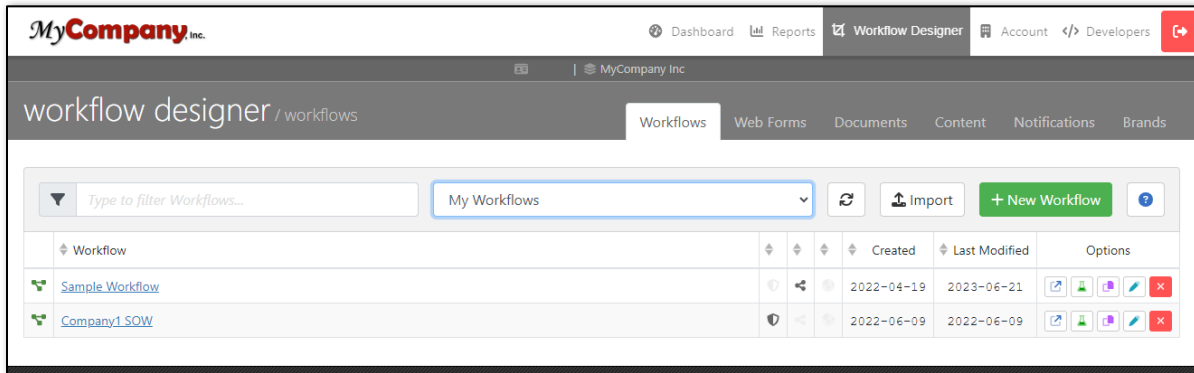 MyCompany, Inc.
Dashboard Reports Workflow Designer Account </> Developers
| MyCompany Inc
workflow designer / workflows
Workflows Web Forms Documents Content Notifications Brands
Type to filter Workflows... My Workflows Import + New Workflow ?
Workflow Created Last Modified Options
Sample Workflow 2022-04-19 2023-06-21
Company1 SOW 2022-06-09 2022-06-09